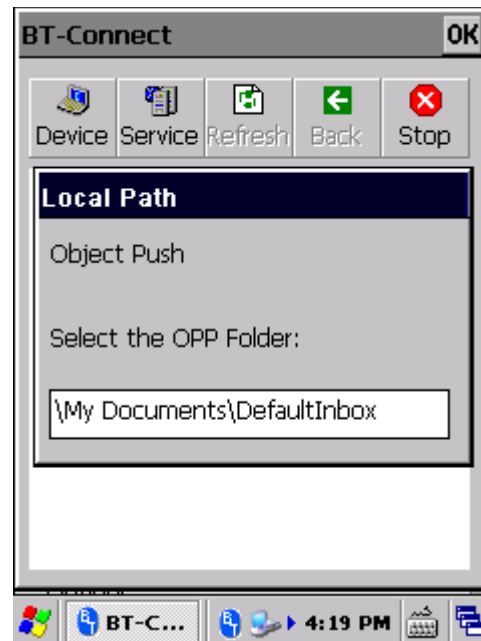 BT-Connect OK
Device Service Refresh Back Stop
Local Path
Object Push
Select the OPP Folder:
\My Documents\DefaultInbox
BT-C... 4:19 PM